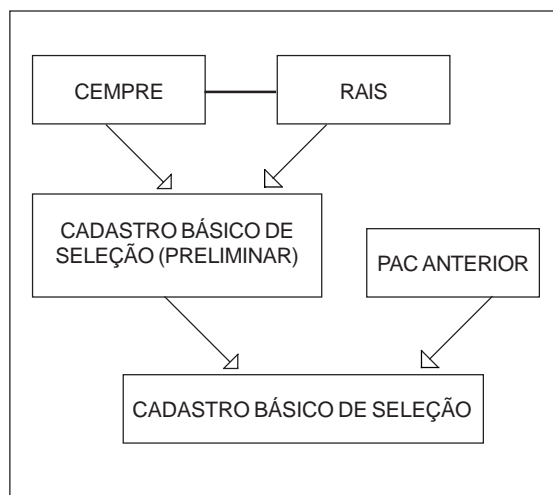 CEMPRE
RAIS
CADASTRO BÁSICO DE
SELEÇÃO (PRELIMINAR)
PAC ANTERIOR
CADASTRO BÁSICO DE SELEÇÃO